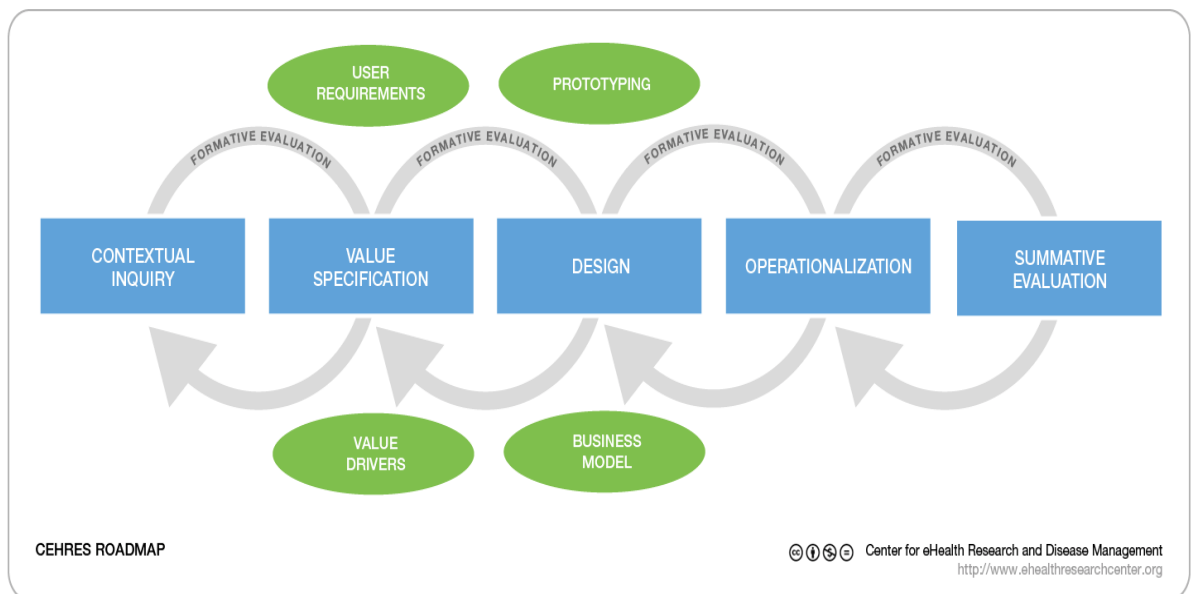 USER
REQUIREMENTS
PROTOTYPING
FORMATIVE EVALUATION
FORMATIVE EVALUATION
FORMATIVE EVALUATION
FORMATIVE EVALUATION
CONTEXTUAL
INQUIRY
VALUE
SPECIFICATION
DESIGN
OPERATIONALIZATION
SUMMATIVE
EVALUATION
VALUE
DRIVERS
BUSINESS
MODEL
CEHRES ROADMAP
cc Center for eHealth Research and Disease Management
http://www.ehealthresearchcenter.org